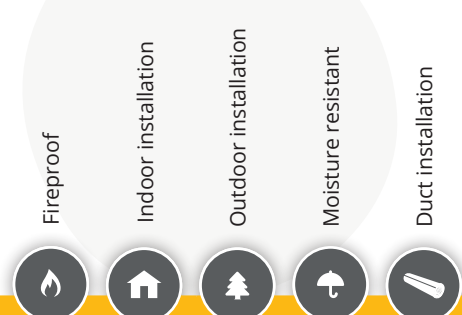 Fireproof
Indoor installation
Outdoor installation
Moisture resistant
Duct installation